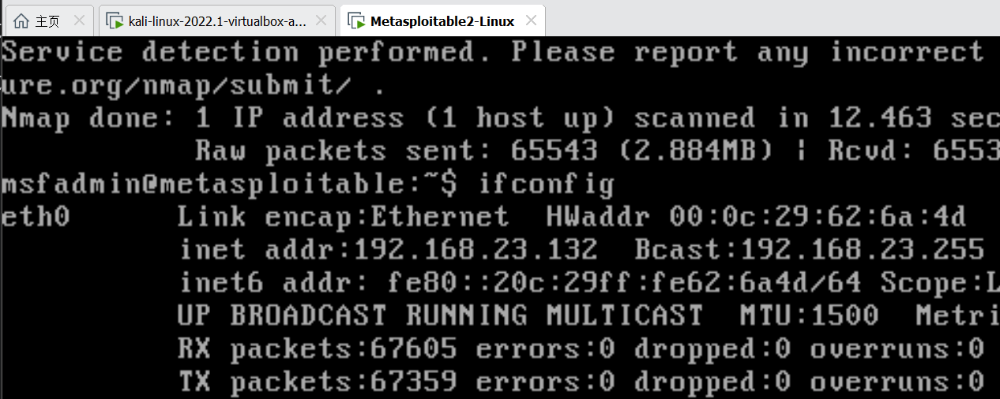 主页 kali-linux-2022.1-virtualbox-a... Metasploitable2-Linux
Service detection performed. Please report any incorrect
ure.org/nmap/submit/ .
Nmap done: 1 IP address (1 host up) scanned in 12.463 sec
Raw packets sent: 65543 (2.884MB) | Rcvd: 6553
msfadmin@metasploitable:~$ ifconfig
eth0 Link encap:Ethernet HWaddr 00:0c:29:62:6a:4d
inet addr:192.168.23.132 Bcast:192.168.23.255
inet6 addr: fe80::20c:29ff:fe62:6a4d/64 Scope:L
UP BROADCAST RUNNING MULTICAST MTU:1500 Metri
RX packets:67605 errors:0 dropped:0 overruns:0
TX packets:67359 errors:0 dropped:0 overruns:0